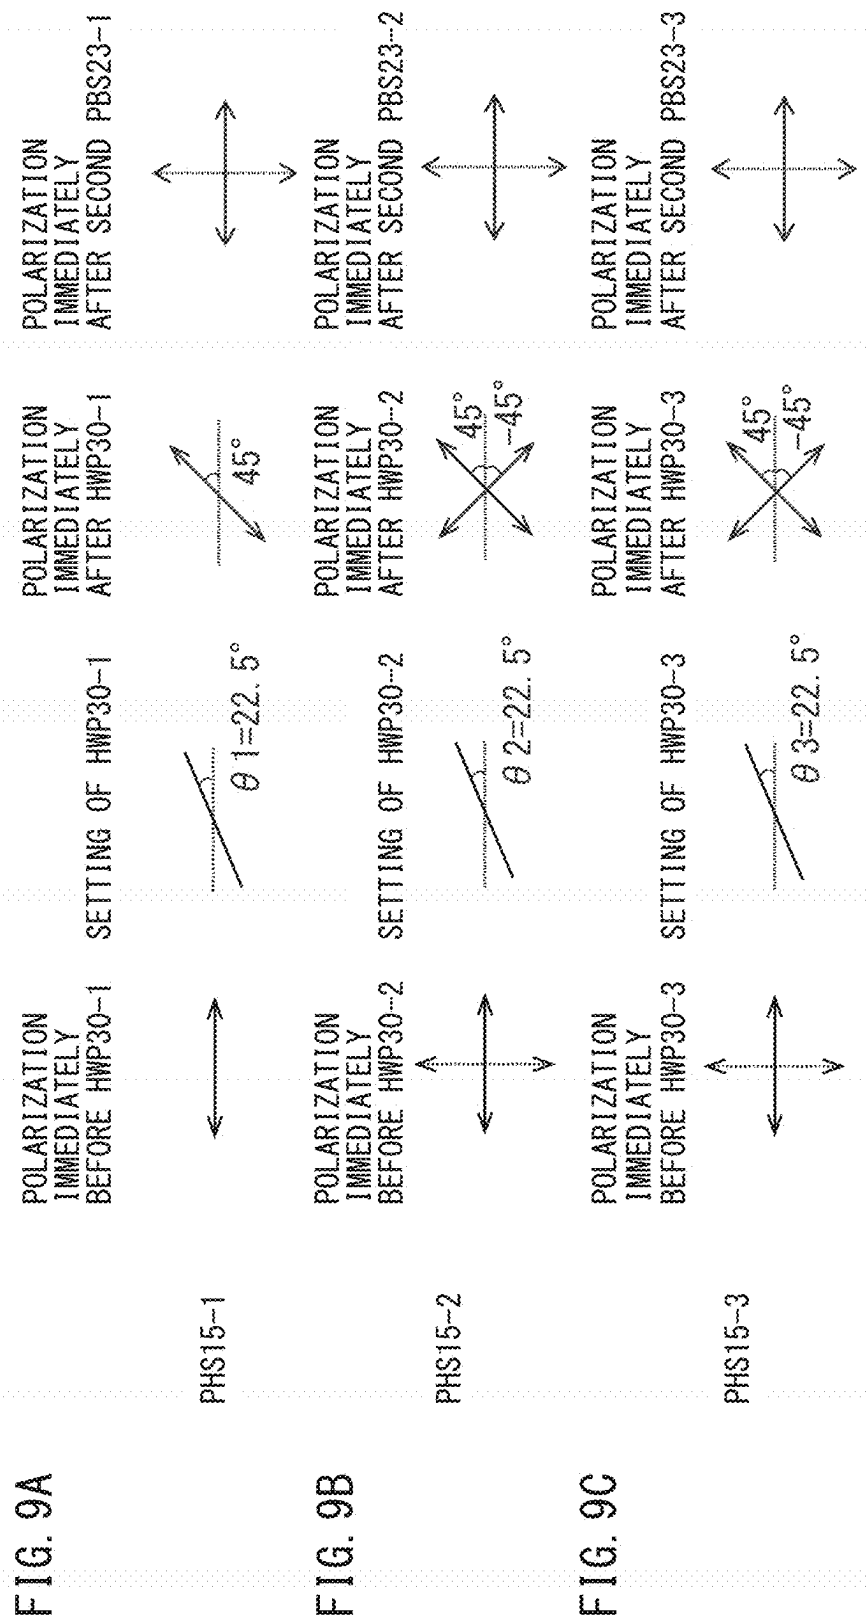 FIG. 9A
PHS15-1
POLARIZATION
IMMEDIATELY
BEFORE HWP30-1
SETTING OF HWP30-1
θ1=22.5°
POLARIZATION
IMMEDIATELY
AFTER HWP30-1
45°
POLARIZATION
IMMEDIATELY
AFTER SECOND PBS23-1
FIG. 9B
PHS15-2
POLARIZATION
IMMEDIATELY
BEFORE HWP30-2
SETTING OF HWP30-2
θ2=22.5°
POLARIZATION
IMMEDIATELY
AFTER HWP30-2
45°
-45°
POLARIZATION
IMMEDIATELY
AFTER SECOND PBS23-2
FIG. 9C
PHS15-3
POLARIZATION
IMMEDIATELY
BEFORE HWP30-3
SETTING OF HWP30-3
θ3=22.5°
POLARIZATION
IMMEDIATELY
AFTER HWP30-3
45°
-45°
POLARIZATION
IMMEDIATELY
AFTER SECOND PBS23-3